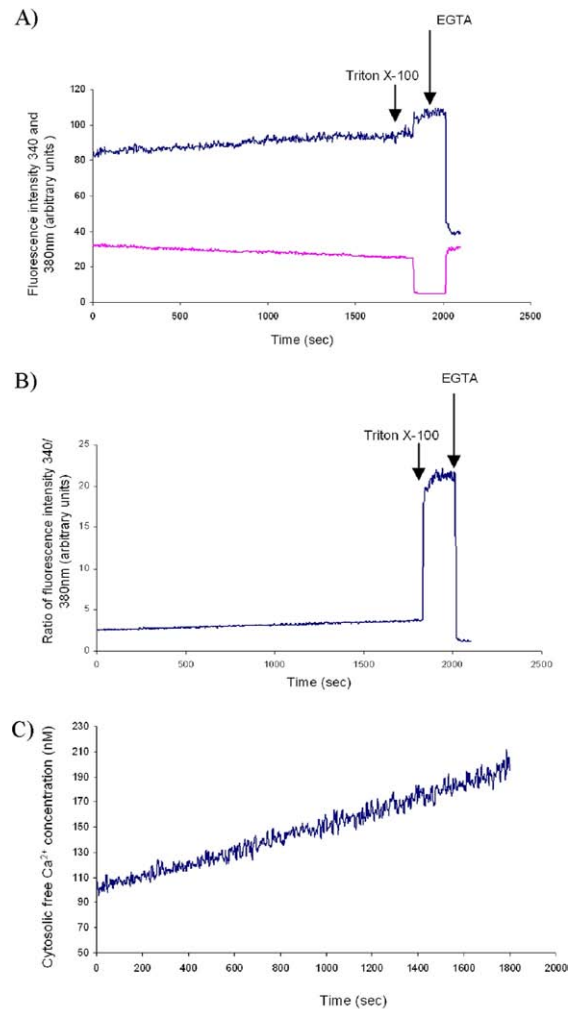 A)
EGTA
Triton X-100
Fluorescence intensity 340 and
380nm (arbitrary units )
120
100
80
60
40
20
0
0 500 1000 1500 2000 2500
Time (sec)
B)
EGTA
Triton X-100
Ratio of fluorescence intensity 340/
380nm (arbitrary units)
25
20
15
10
5
0
0 500 1000 1500 2000 2500
Time (sec)
C)
Cytosolic free Ca²⁺ concentration (nM)
230
210
190
170
150
130
110
90
70
50
0 200 400 600 800 1000 1200 1400 1600 1800 2000
Time (sec)